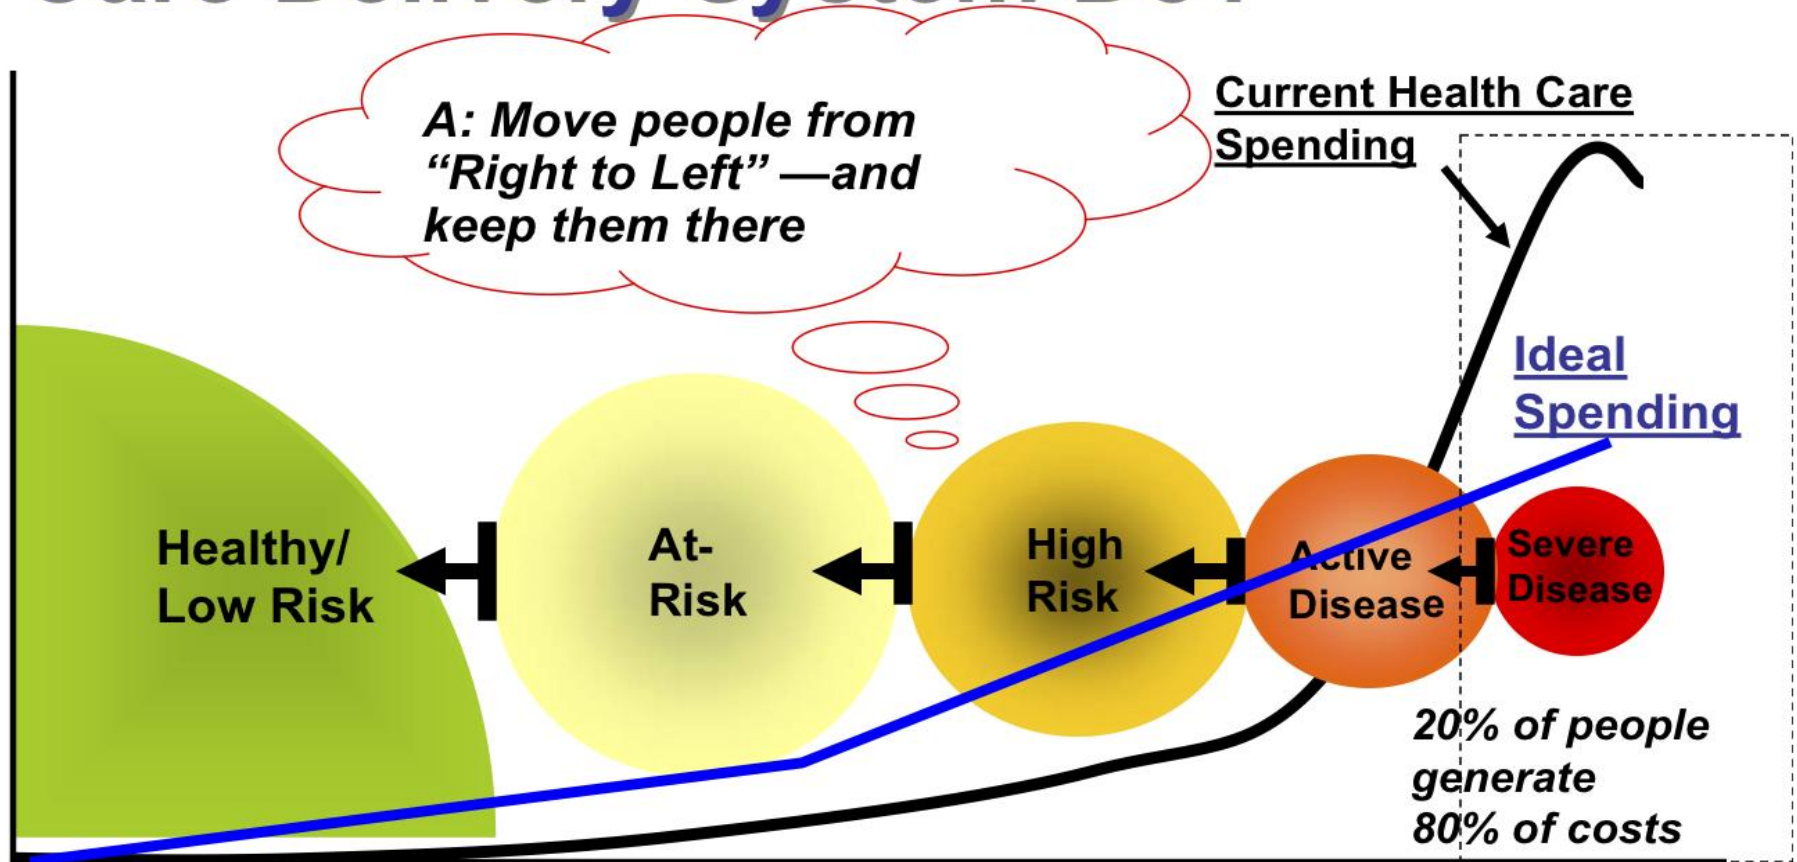 A: Move people from
“Right to Left” —and
keep them there
Current Health Care
Spending
Ideal
Spending
Healthy/
Low Risk
At-
Risk
High
Risk
Active
Disease
Severe
Disease
20% of people
generate
80% of costs